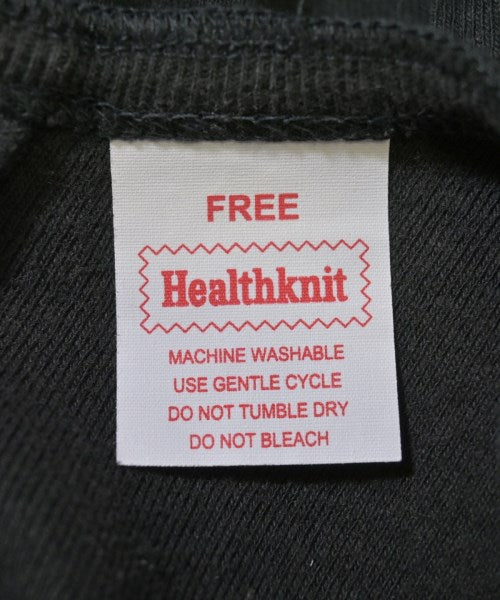 FREE
Healthknit
MACHINE WASHABLE
USE GENTLE CYCLE
DO NOT TUMBLE DRY
DO NOT BLEACH